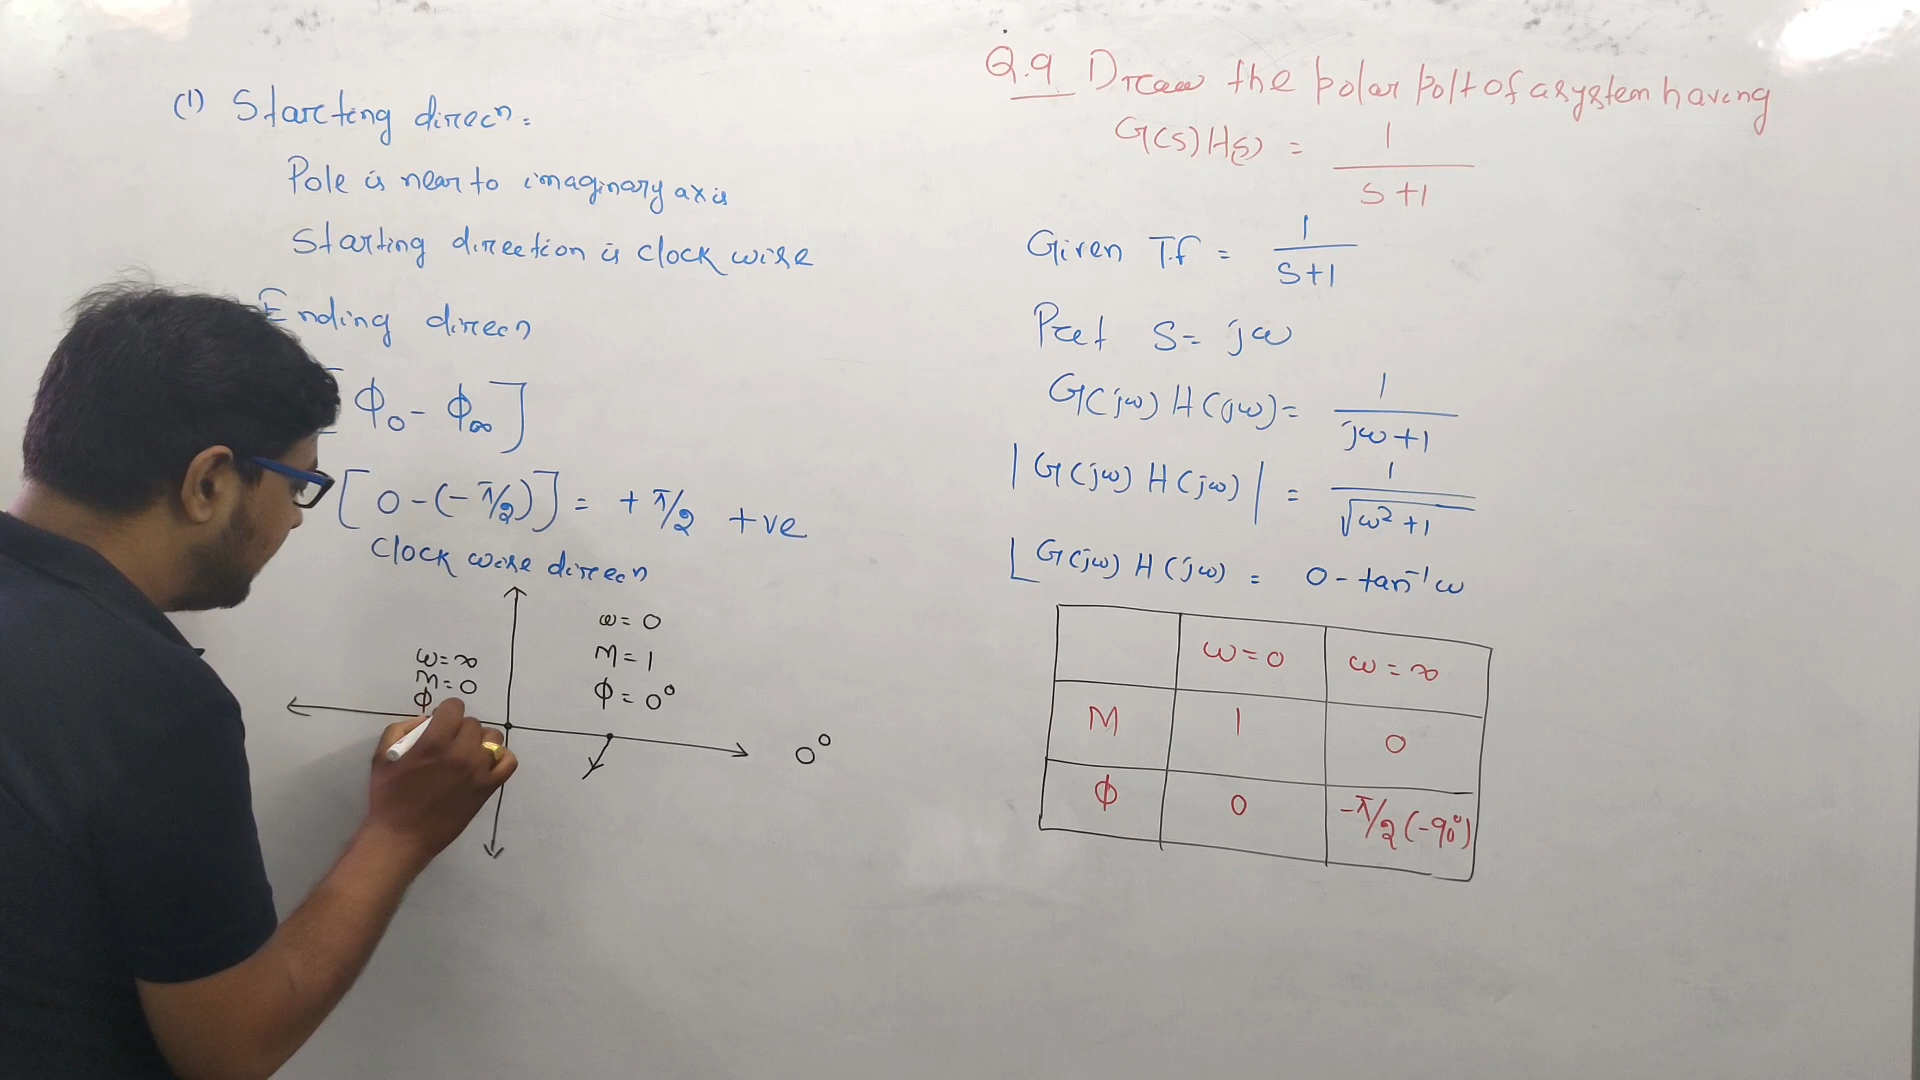 (1) Starting direcn:
Pole is near to imaginary axis
Starting direction is clock wise
Ending direcn
[ϕ₀ - ϕ∞]
[0-(-π/2)] = +π/2 +ve
Clock wise direcn
ω = 0
M = 1
ϕ = 0°
ω = ∞
M = 0
ϕ
0°
Q.9 Draw the polar polt of a system having
G(s)H(s) = 1/(s+1)
Given T.f = 1/(s+1)
Put S = jω
G(jω)H(jω) = 1/(jω+1)
|G(jω)H(jω)| = 1/√(ω²+1)
∠G(jω)H(jω) = 0 - tan⁻¹ω
ω=0 ω=∞
M 1 0
ϕ 0 -π/2 (-90°)